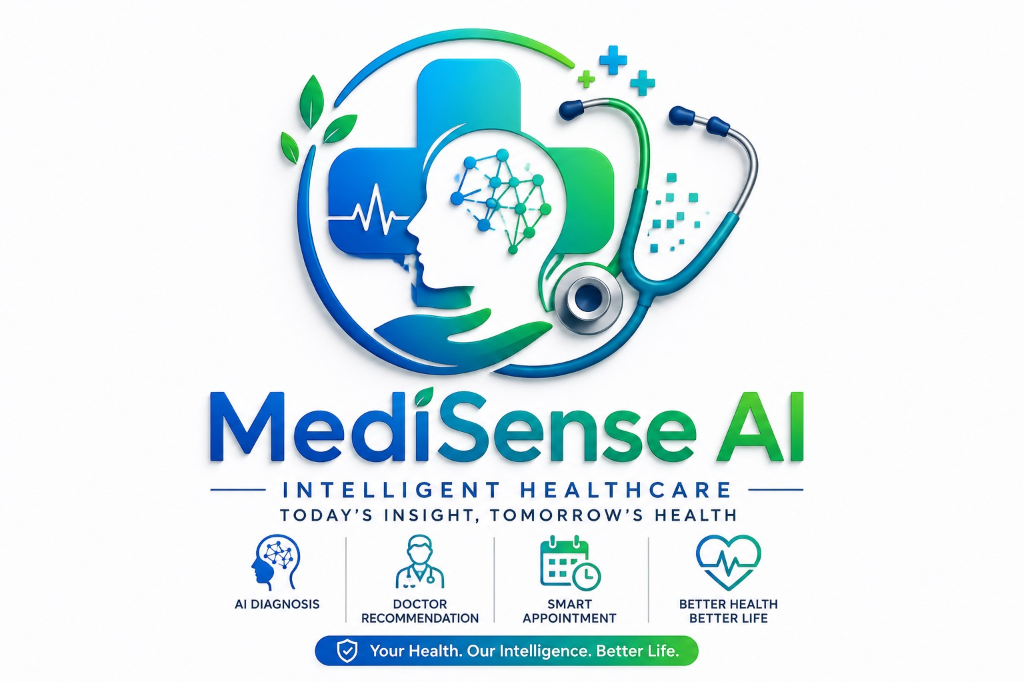 MediSense AI
INTELLIGENT HEALTHCARE
TODAY'S INSIGHT, TOMORROW'S HEALTH
AI DIAGNOSIS
DOCTOR
RECOMMENDATION
SMART
APPOINTMENT
BETTER HEALTH
BETTER LIFE
Your Health. Our Intelligence. Better Life.